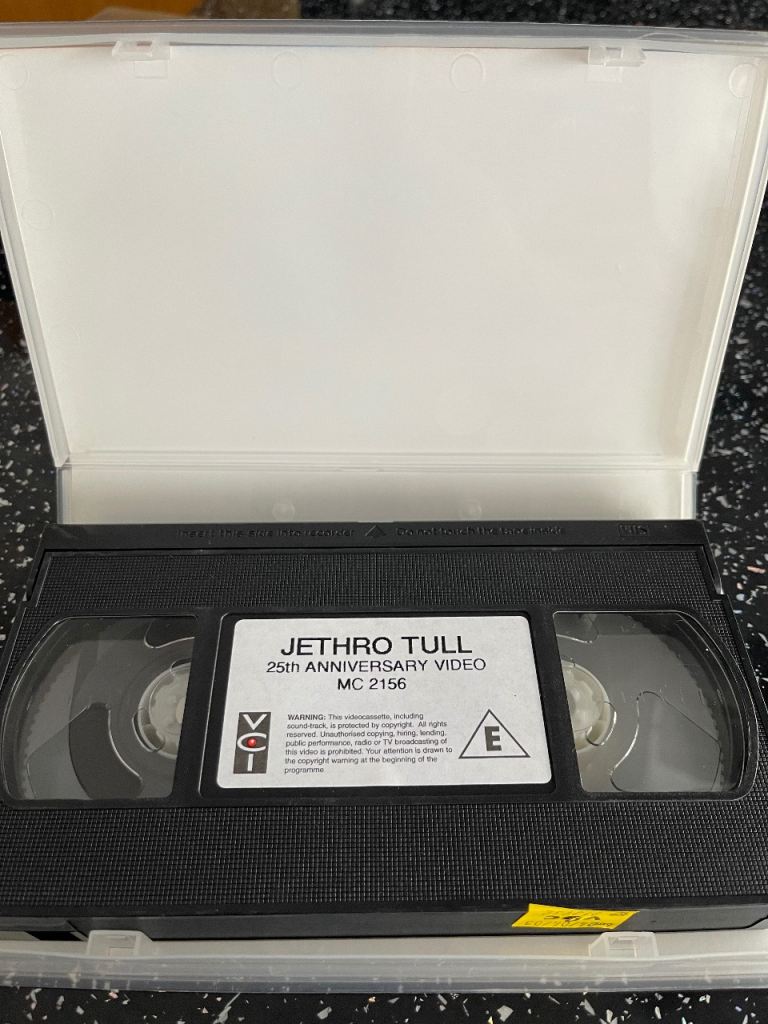 Insert this side into recorder △ Do not touch the tape inside VHS
JETHRO TULL
25th ANNIVERSARY VIDEO
MC 2156
VCI
WARNING: This videocassette, including
sound-track, is protected by copyright. All rights
reserved. Unauthorised copying, hiring, lending,
public performance, radio or TV broadcasting of
this video is prohibited. Your attention is drawn to
the copyright warning at the beginning of the
programme
E